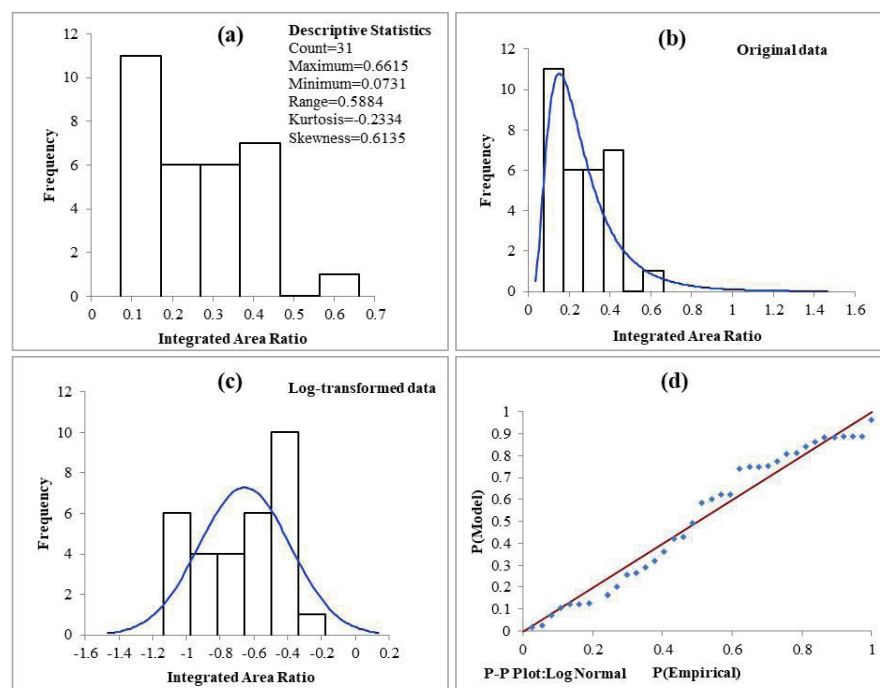 (a)
Descriptive Statistics
Count=31
Maximum=0.6615
Minimum=0.0731
Range=0.5884
Kurtosis=-0.2334
Skewness=0.6135
12
10
8
6
4
2
0
Frequency
0 0.1 0.2 0.3 0.4 0.5 0.6 0.7
Integrated Area Ratio
(b)
Original data
12
10
8
6
4
2
0
Frequency
0 0.2 0.4 0.6 0.8 1 1.2 1.4 1.6
Integrated Area Ratio
(c)
Log-transformed data
12
10
8
6
4
2
0
Frequency
-1.6 -1.4 -1.2 -1 -0.8 -0.6 -0.4 -0.2 0 0.2
Integrated Area Ratio
(d)
1
0.9
0.8
0.7
0.6
0.5
0.4
0.3
0.2
0.1
0
P(Model)
0 0.2 0.4 0.6 0.8 1
P-P Plot:Log Normal P(Empirical)